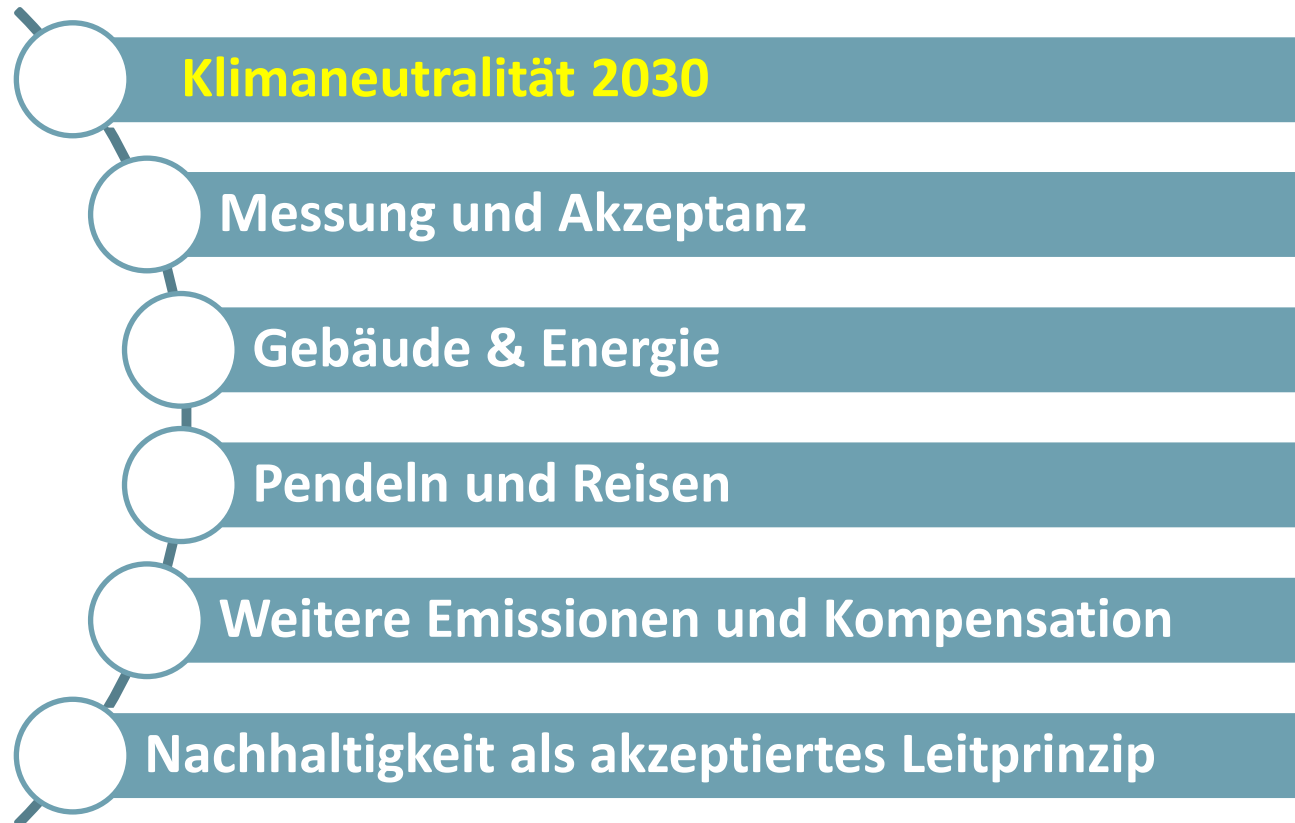 Klimaneutralität 2030
Messung und Akzeptanz
Gebäude & Energie
Pendeln und Reisen
Weitere Emissionen und Kompensation
Nachhaltigkeit als akzeptiertes Leitprinzip